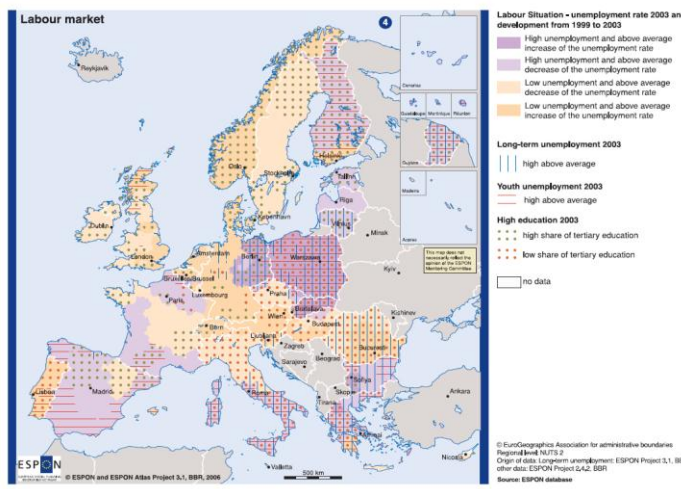 Labour market
4
Reykjavik
Canarias
Guadeloupe Martinique Réunion
Guyane
Madeira
Acores
Oslo
Stockholm
Helsinki
Tallinn
Riga
Vilnius
Minsk
København
Dublin
London
Amsterdam
Berlin
Warszawa
This map does not
necessarily reflect the
opinion of the ESPON
Monitoring Committee
Kyiv
Bruxelles/Brussel
Luxembourg
Paris
Praha
Wien
Bratislava
Budapest
Kishinev
Bern
Ljubljana
Zagreb
Beograd
Bucuresti
Sarajevo
Sofiya
Skopje
Tirana
Roma
Madrid
Lisboa
Ankara
Valletta
Nicosia
ESPON
© ESPON and ESPON Atlas Project 3.1, BBR, 2006
500 km
Labour Situation - unemployment rate 2003 an
development from 1999 to 2003
High unemployment and above average
increase of the unemployment rate
High unemployment and above average
decrease of the unemployment rate
Low unemployment and above average
decrease of the unemployment rate
Low unemployment and above average
increase of the unemployment rate
Long-term unemployment 2003
high above average
Youth unemployment 2003
high above average
High education 2003
high share of tertiary education
low share of tertiary education
no data
© EuroGeographics Association for administrative boundaries
Regional level: NUTS 2
Origin of data: Long-term unemployment: ESPON Project 3.1, BB
other data: ESPON Project 2.4.2, BBR
Source: ESPON database